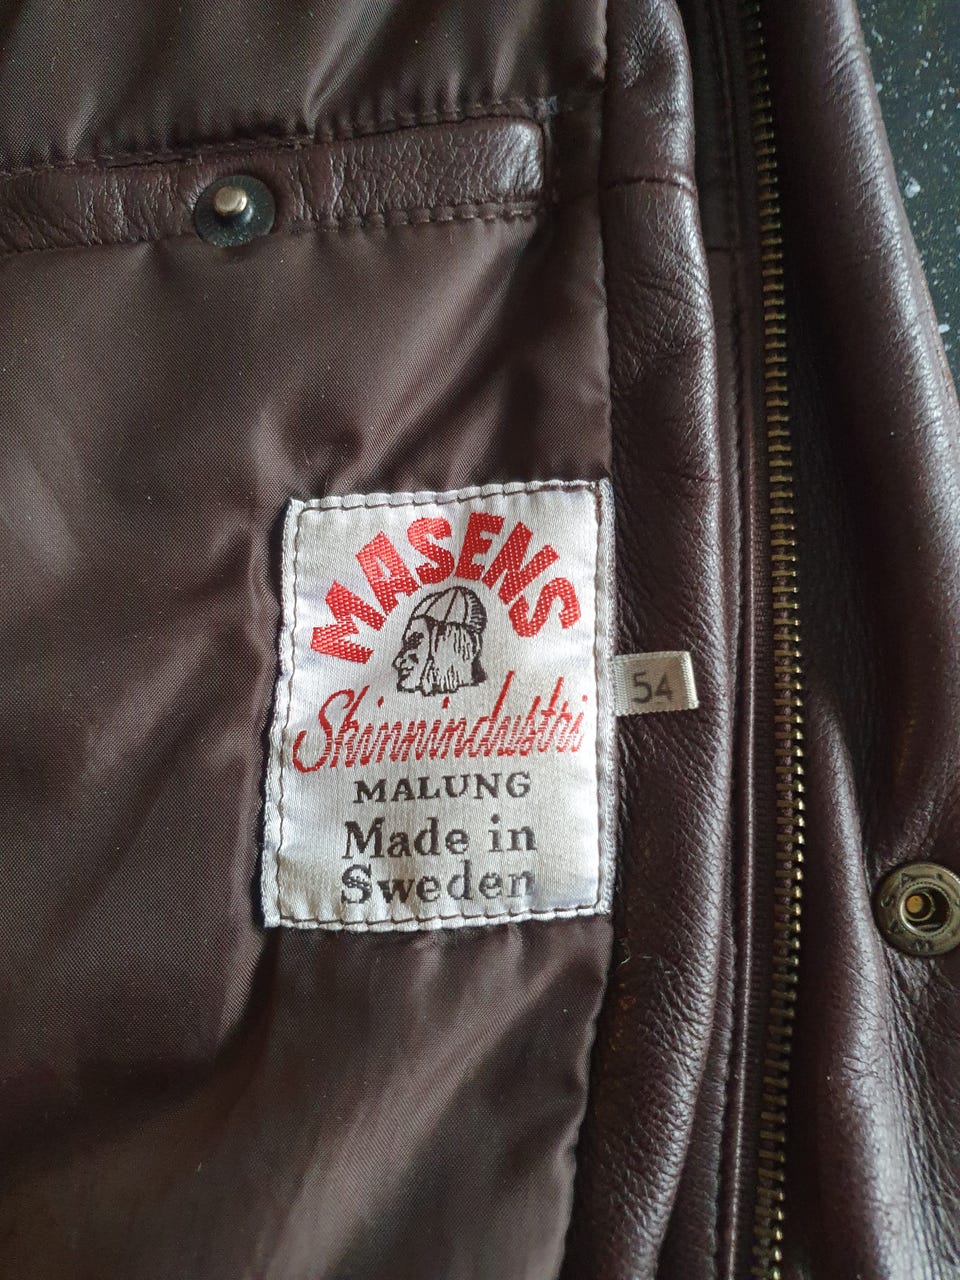 MASENS
Skinnindustri
54
MALUNG
Made in
Sweden